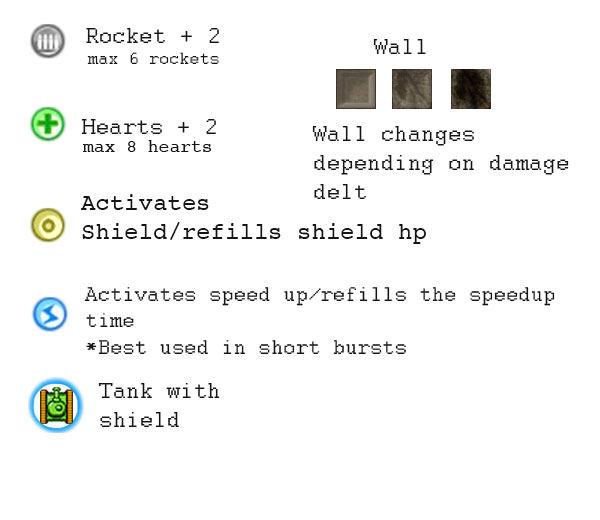 Rocket + 2
max 6 rockets
Wall
Hearts + 2
max 8 hearts
Wall changes
depending on damage
delt
Activates
Shield/refills shield hp
Activates speed up/refills the speedup
time
*Best used in short bursts
Tank with
shield